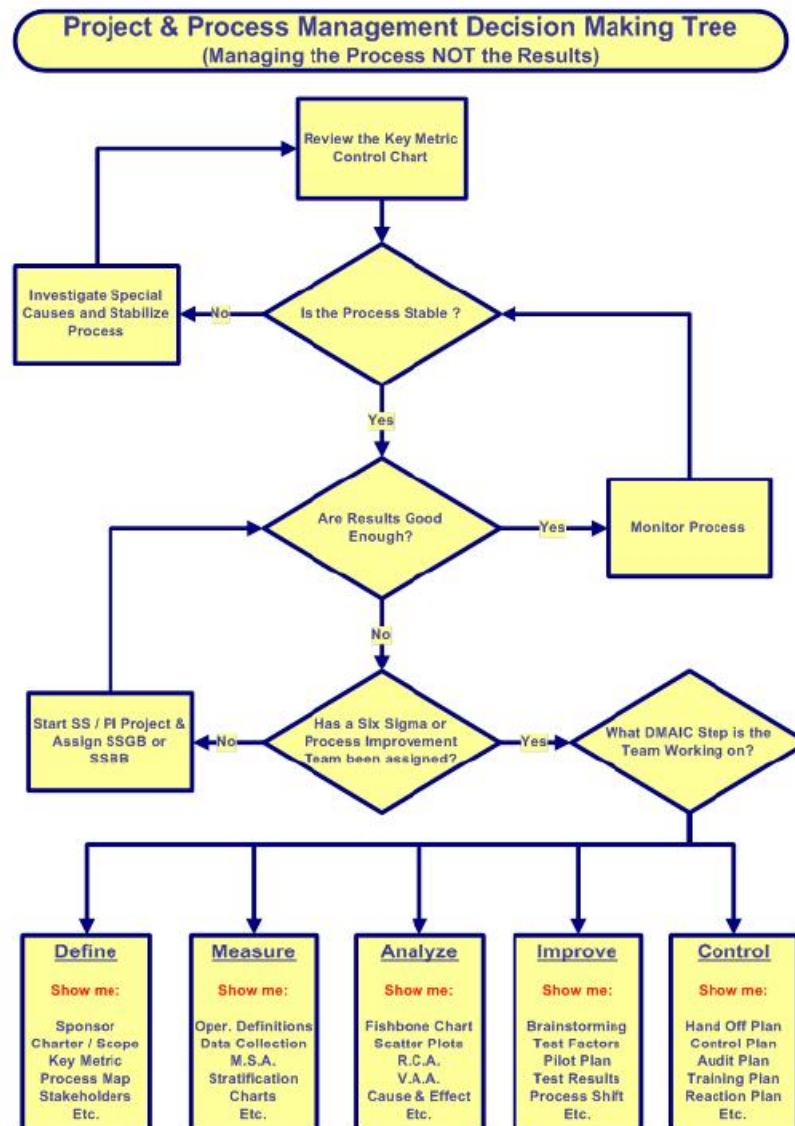 Project & Process Management Decision Making Tree
(Managing the Process NOT the Results)
Review the Key Metric
Control Chart
Investigate Special
Causes and Stabilize
Process
No
Is the Process Stable ?
Yes
Are Results Good
Enough?
Yes
Monitor Process
No
Start SS / PI Project &
Assign SSGB or
SSBB
No
Has a Six Sigma or
Process Improvement
Team been assigned?
Yes
What DMAIC Step is the
Team Working on?
Define
Show me:
Sponsor
Charter / Scope
Key Metric
Process Map
Stakeholders
Etc.
Measure
Show me:
Oper. Definitions
Data Collection
M.S.A.
Stratification
Charts
Etc.
Analyze
Show me:
Fishbone Chart
Scatter Plots
R.C.A.
V.A.A.
Cause & Effect
Etc.
Improve
Show me:
Brainstorming
Test Factors
Pilot Plan
Test Results
Process Shift
Etc.
Control
Show me:
Hand Off Plan
Control Plan
Audit Plan
Training Plan
Reaction Plan
Etc.